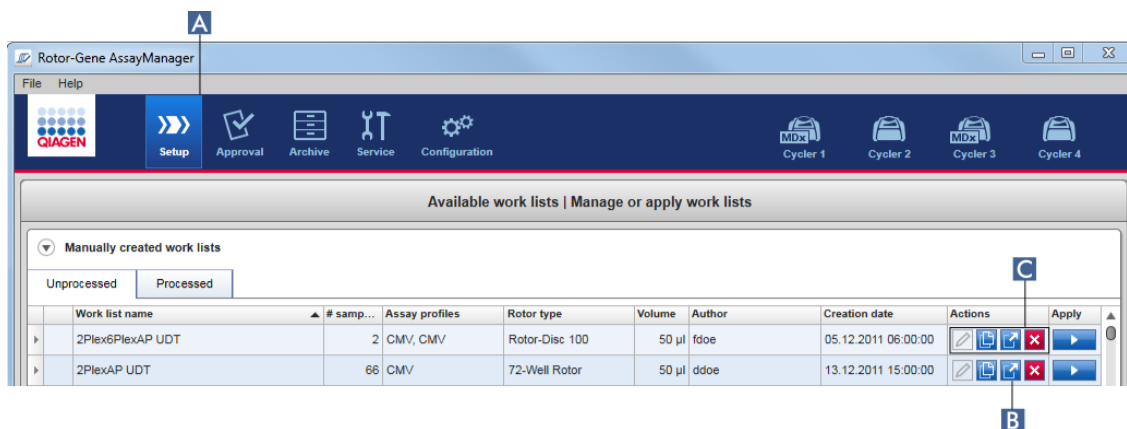 A
Rotor-Gene AssayManager
File Help
QIAGEN
Setup Approval Archive Service Configuration MDx Cycler 1 Cycler 2 MDx Cycler 3 Cycler 4
Available work lists | Manage or apply work lists
Manually created work lists
C
Unprocessed Processed
Work list name # samp... Assay profiles Rotor type Volume Author Creation date Actions Apply
2Plex6PlexAP UDT 2 CMV, CMV Rotor-Disc 100 50 µl fdoe 05.12.2011 06:00:00
2PlexAP UDT 66 CMV 72-Well Rotor 50 µl ddoe 13.12.2011 15:00:00
B